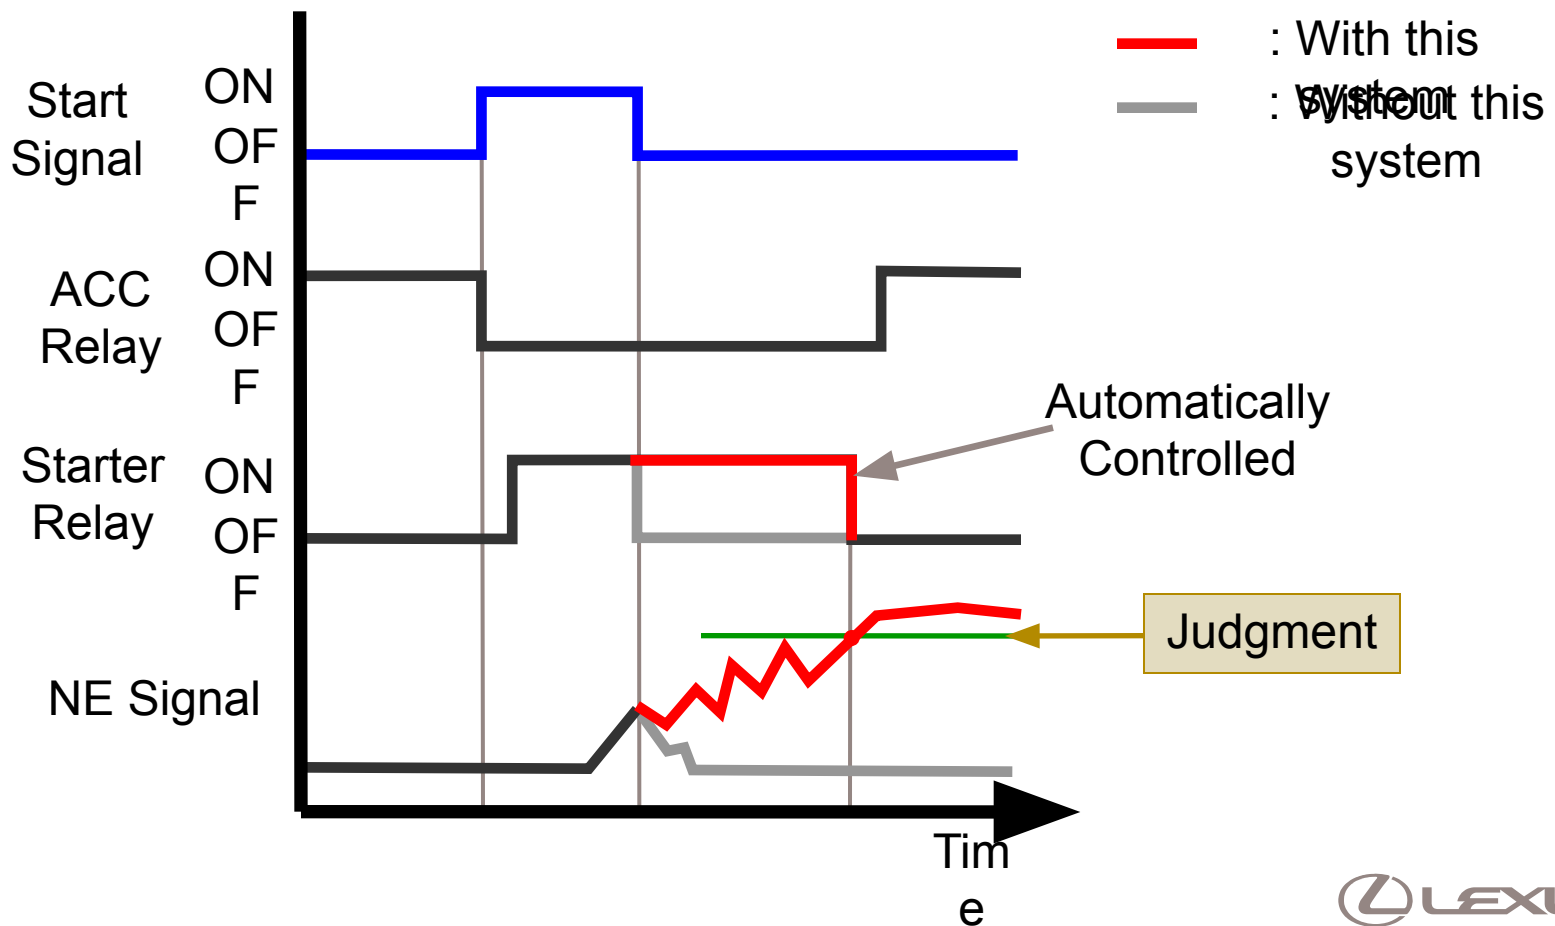 : With this
system
: Without this
system
Start
Signal
ON
OF
F
ACC
Relay
ON
OF
F
Automatically
Controlled
Starter
Relay
ON
OF
F
Judgment
NE Signal
Tim
e
LEXU